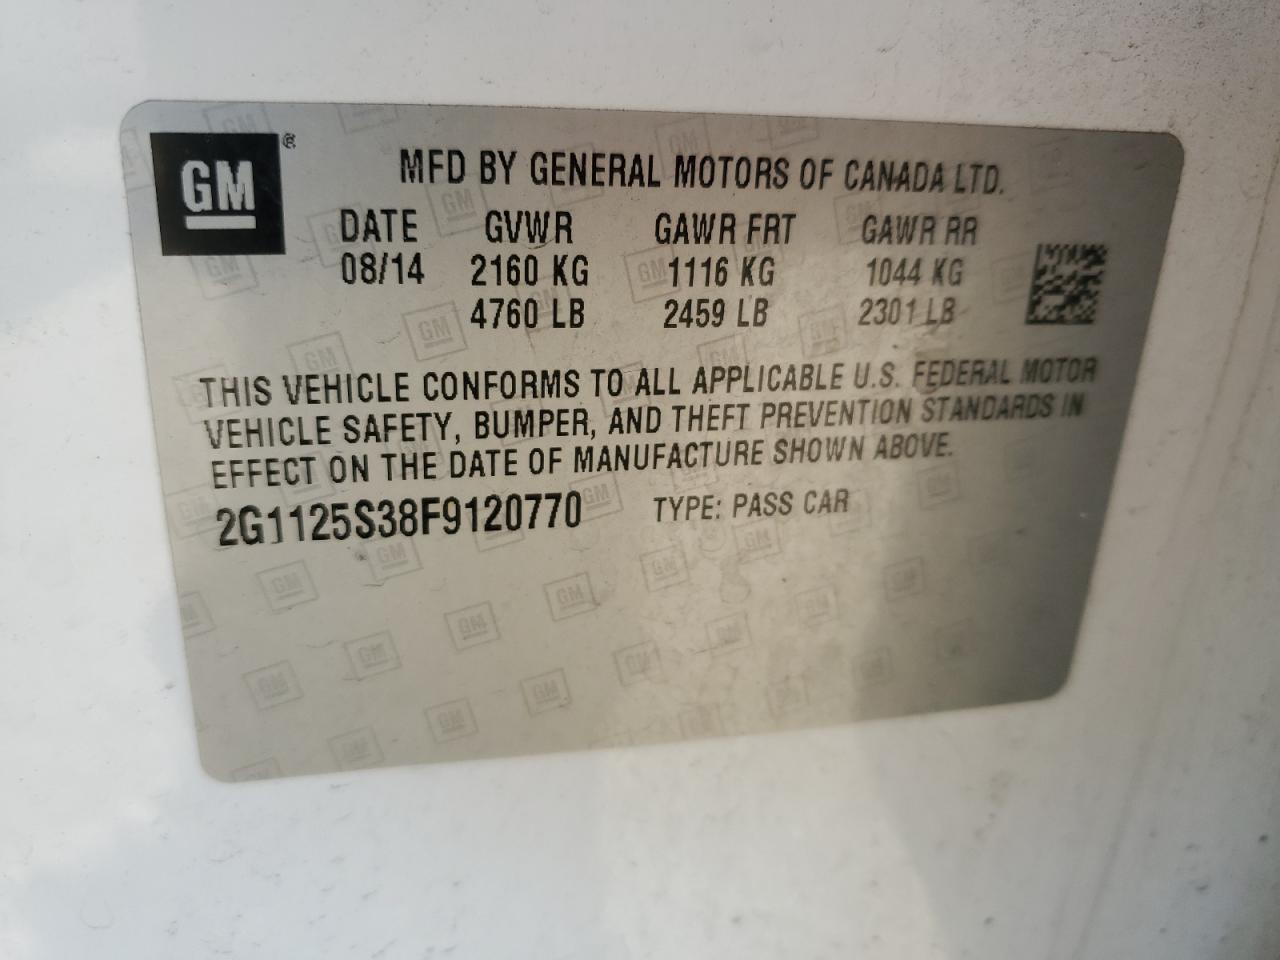 GM ®
MFD BY GENERAL MOTORS OF CANADA LTD.
DATE GVWR GAWR FRT GAWR RR
08/14 2160 KG 1116 KG 1044 KG
4760 LB 2459 LB 2301 LB
THIS VEHICLE CONFORMS TO ALL APPLICABLE U.S. FEDERAL MOTOR
VEHICLE SAFETY, BUMPER, AND THEFT PREVENTION STANDARDS IN
EFFECT ON THE DATE OF MANUFACTURE SHOWN ABOVE.
2G1125S38F9120770 TYPE: PASS CAR